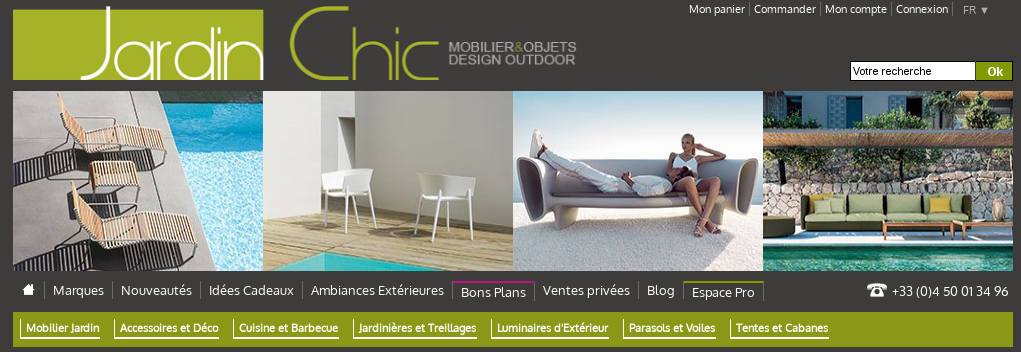 Mon panier Commander Mon compte Connexion FR ▼
Jardin Chic
MOBILIER&OBJETS
DESIGN OUTDOOR
Votre recherche Ok
Marques Nouveautés Idées Cadeaux Ambiances Extérieures Bons Plans Ventes privées Blog Espace Pro +33 (0)4 50 01 34 96
Mobilier Jardin Accessoires et Déco Cuisine et Barbecue Jardinières et Treillages Luminaires d'Extérieur Parasols et Voiles Tentes et Cabanes